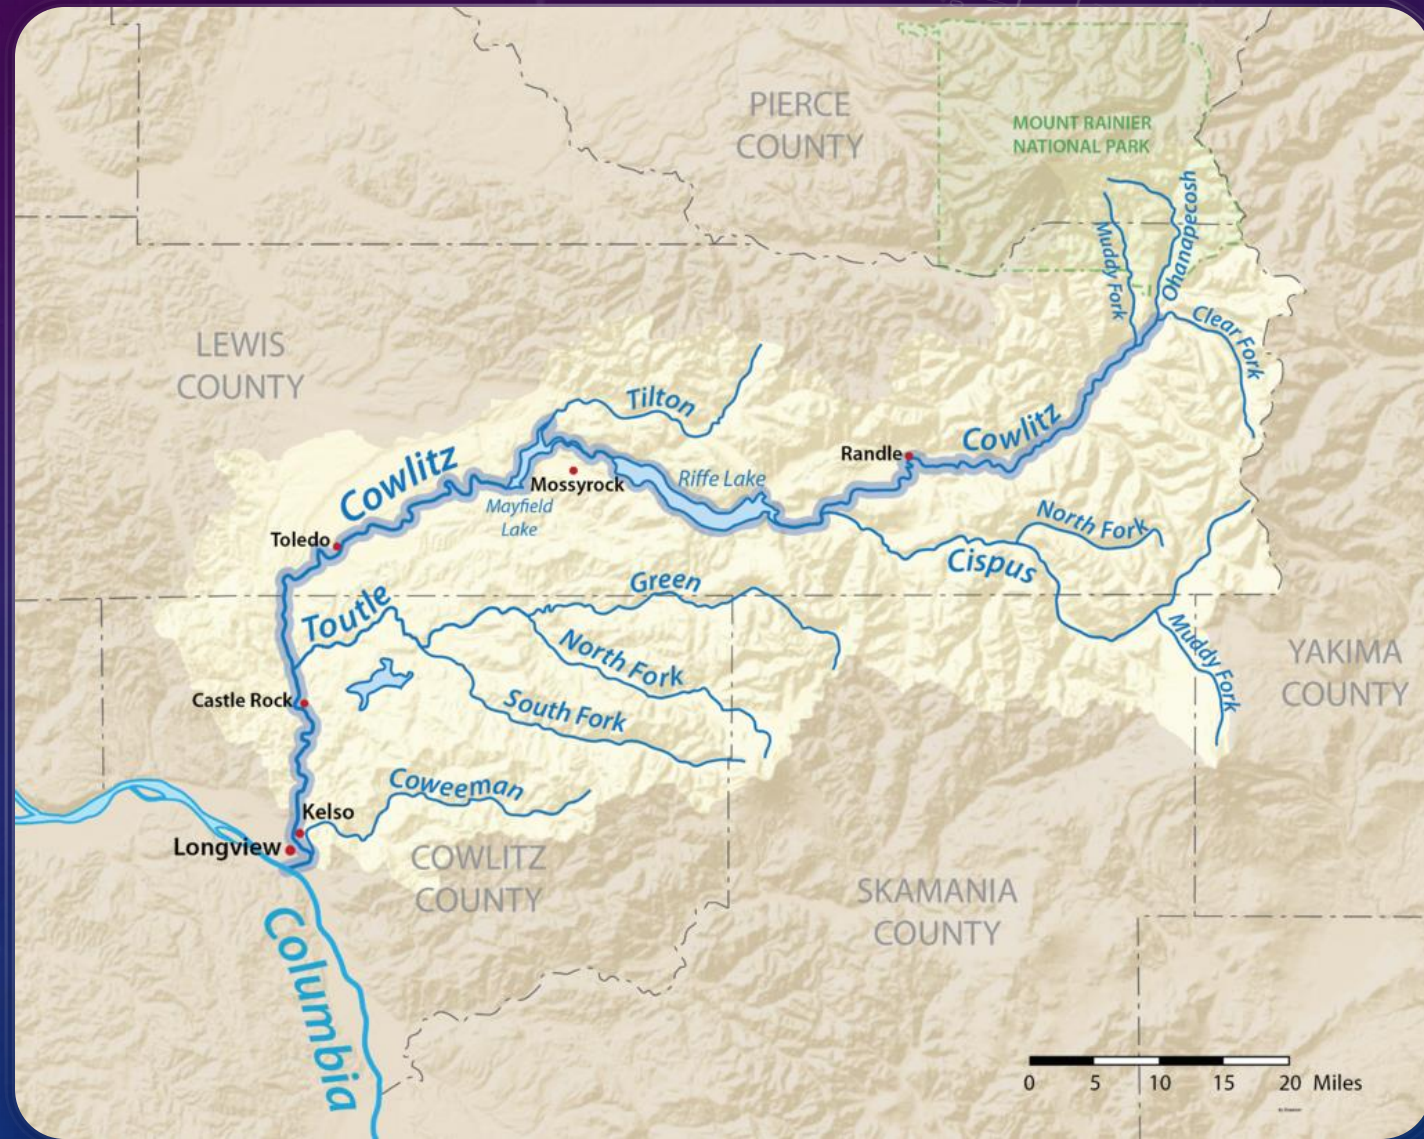 PIERCE
COUNTY
MOUNT RAINIER
NATIONAL PARK
Muddy Fork
Ohanapecosh
Clear Fork
LEWIS
COUNTY
Tilton
Cowlitz
Randle
Cowlitz
Mossyrock
Riffe Lake
Mayfield
Lake
Toledo
North Fork
Cispus
Green
Toutle
North Fork
Muddy Fork
YAKIMA
COUNTY
South Fork
Castle Rock
Coweeman
Kelso
Longview
COWLITZ
COUNTY
SKAMANIA
COUNTY
Columbia
0 5 10 15 20 Miles